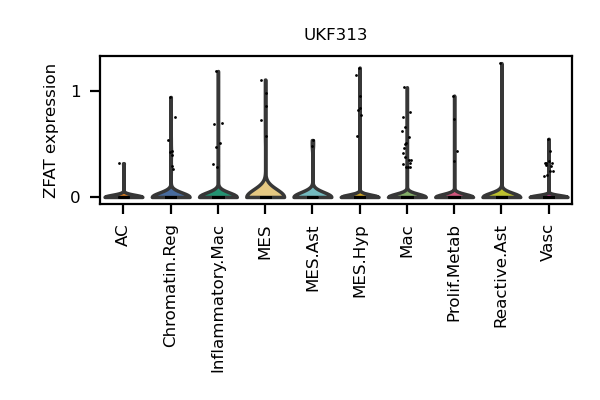 UKF313
ZFAT expression
1
0
AC
Chromatin.Reg
Inflammatory.Mac
MES
MES.Ast
MES.Hyp
Mac
Prolif.Metab
Reactive.Ast
Vasc